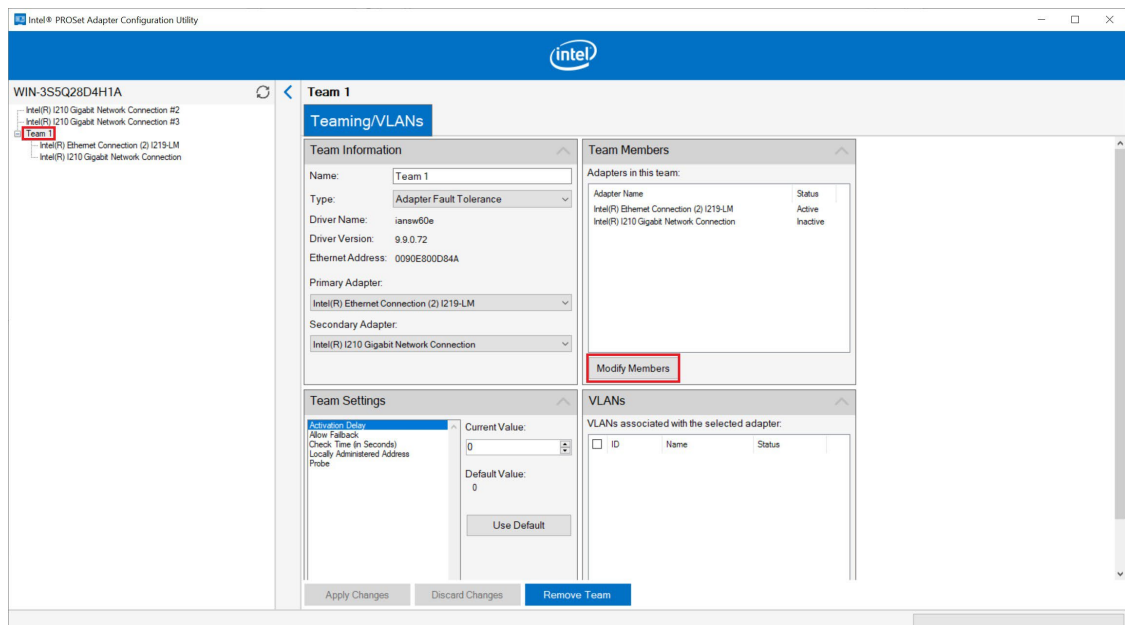 Intel® PROSet Adapter Configuration Utility
intel
WIN-3S5Q28D4H1A
Intel(R) I210 Gigabit Network Connection #2
Intel(R) I210 Gigabit Network Connection #3
Team 1
Intel(R) Ethernet Connection (2) I219-LM
Intel(R) I210 Gigabit Network Connection
Team 1
Teaming/VLANs
Team Information
Name: Team 1
Type: Adapter Fault Tolerance
Driver Name: iansw60e
Driver Version: 9.9.0.72
Ethernet Address: 0090E800D84A
Primary Adapter:
Intel(R) Ethernet Connection (2) I219-LM
Secondary Adapter:
Intel(R) I210 Gigabit Network Connection
Team Members
Adapters in this team:
Adapter Name Status
Intel(R) Ethernet Connection (2) I219-LM Active
Intel(R) I210 Gigabit Network Connection Inactive
Modify Members
Team Settings
Activation Delay
Allow Failback
Check Time (in Seconds)
Locally Administered Address
Probe
Current Value:
0
Default Value:
0
Use Default
VLANs
VLANs associated with the selected adapter:
ID Name Status
Apply Changes
Discard Changes
Remove Team